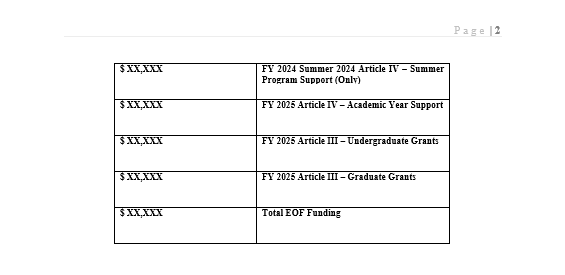 Page | 2
$ XX,XXX
FY 2024 Summer 2024 Article IV – Summer
Program Support (Only)
$ XX,XXX
FY 2025 Article IV – Academic Year Support
$ XX,XXX
FY 2025 Article III – Undergraduate Grants
$ XX,XXX
FY 2025 Article III – Graduate Grants
$ XX,XXX
Total EOF Funding